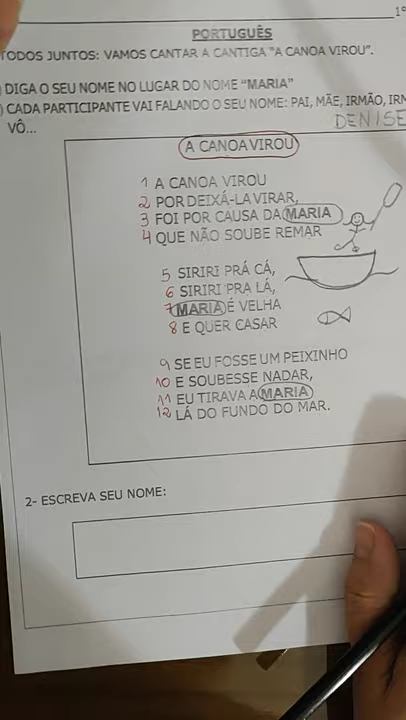 1º
PORTUGUÊS
TODOS JUNTOS: VAMOS CANTAR A CANTIGA "A CANOA VIROU".
) DIGA O SEU NOME NO LUGAR DO NOME "MARIA"
) CADA PARTICIPANTE VAI FALANDO O SEU NOME: PAI, MÃE, IRMÃO, IRM
VÔ...
DENISE
A CANOA VIROU
1 A CANOA VIROU
2 POR DEIXÁ-LA VIRAR,
3 FOI POR CAUSA DA MARIA
4 QUE NÃO SOUBE REMAR
5 SIRIRI PRÁ CÁ,
6 SIRIRI PRA LÁ,
7 MARIA É VELHA
8 E QUER CASAR
9 SE EU FOSSE UM PEIXINHO
10 E SOUBESSE NADAR,
11 EU TIRAVA A MARIA
12 LÁ DO FUNDO DO MAR.
2- ESCREVA SEU NOME: